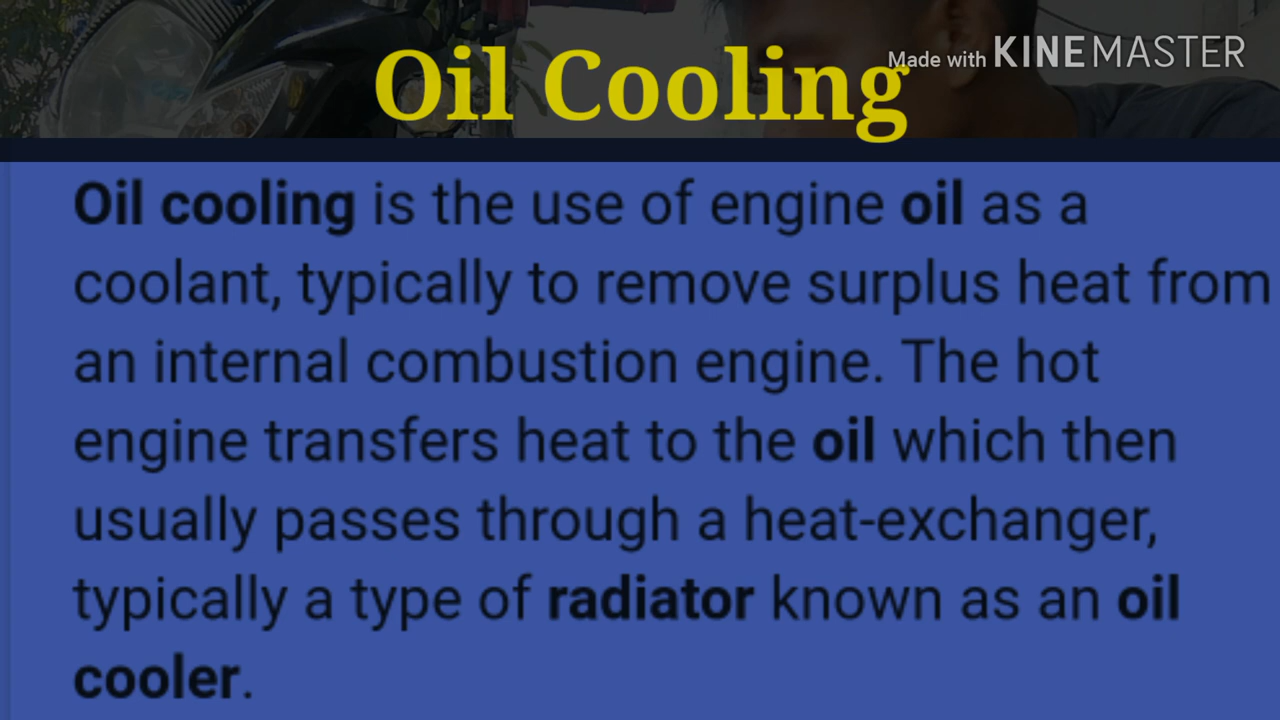 Oil Cooling
Made with KINEMASTER
Oil cooling is the use of engine oil as a
coolant, typically to remove surplus heat from
an internal combustion engine. The hot
engine transfers heat to the oil which then
usually passes through a heat-exchanger,
typically a type of radiator known as an oil
cooler.